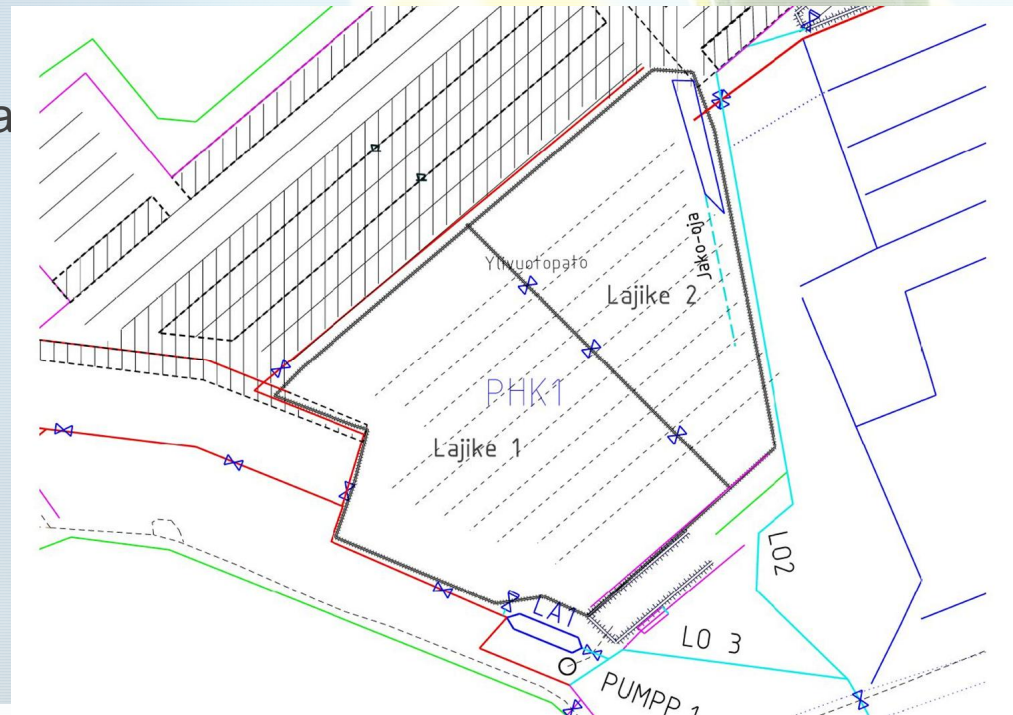 a
Ylivuotopato
Jako-oja
Lajike 2
PHK1
Lajike 1
LO2
LA1
LO 3
PUMPP 1